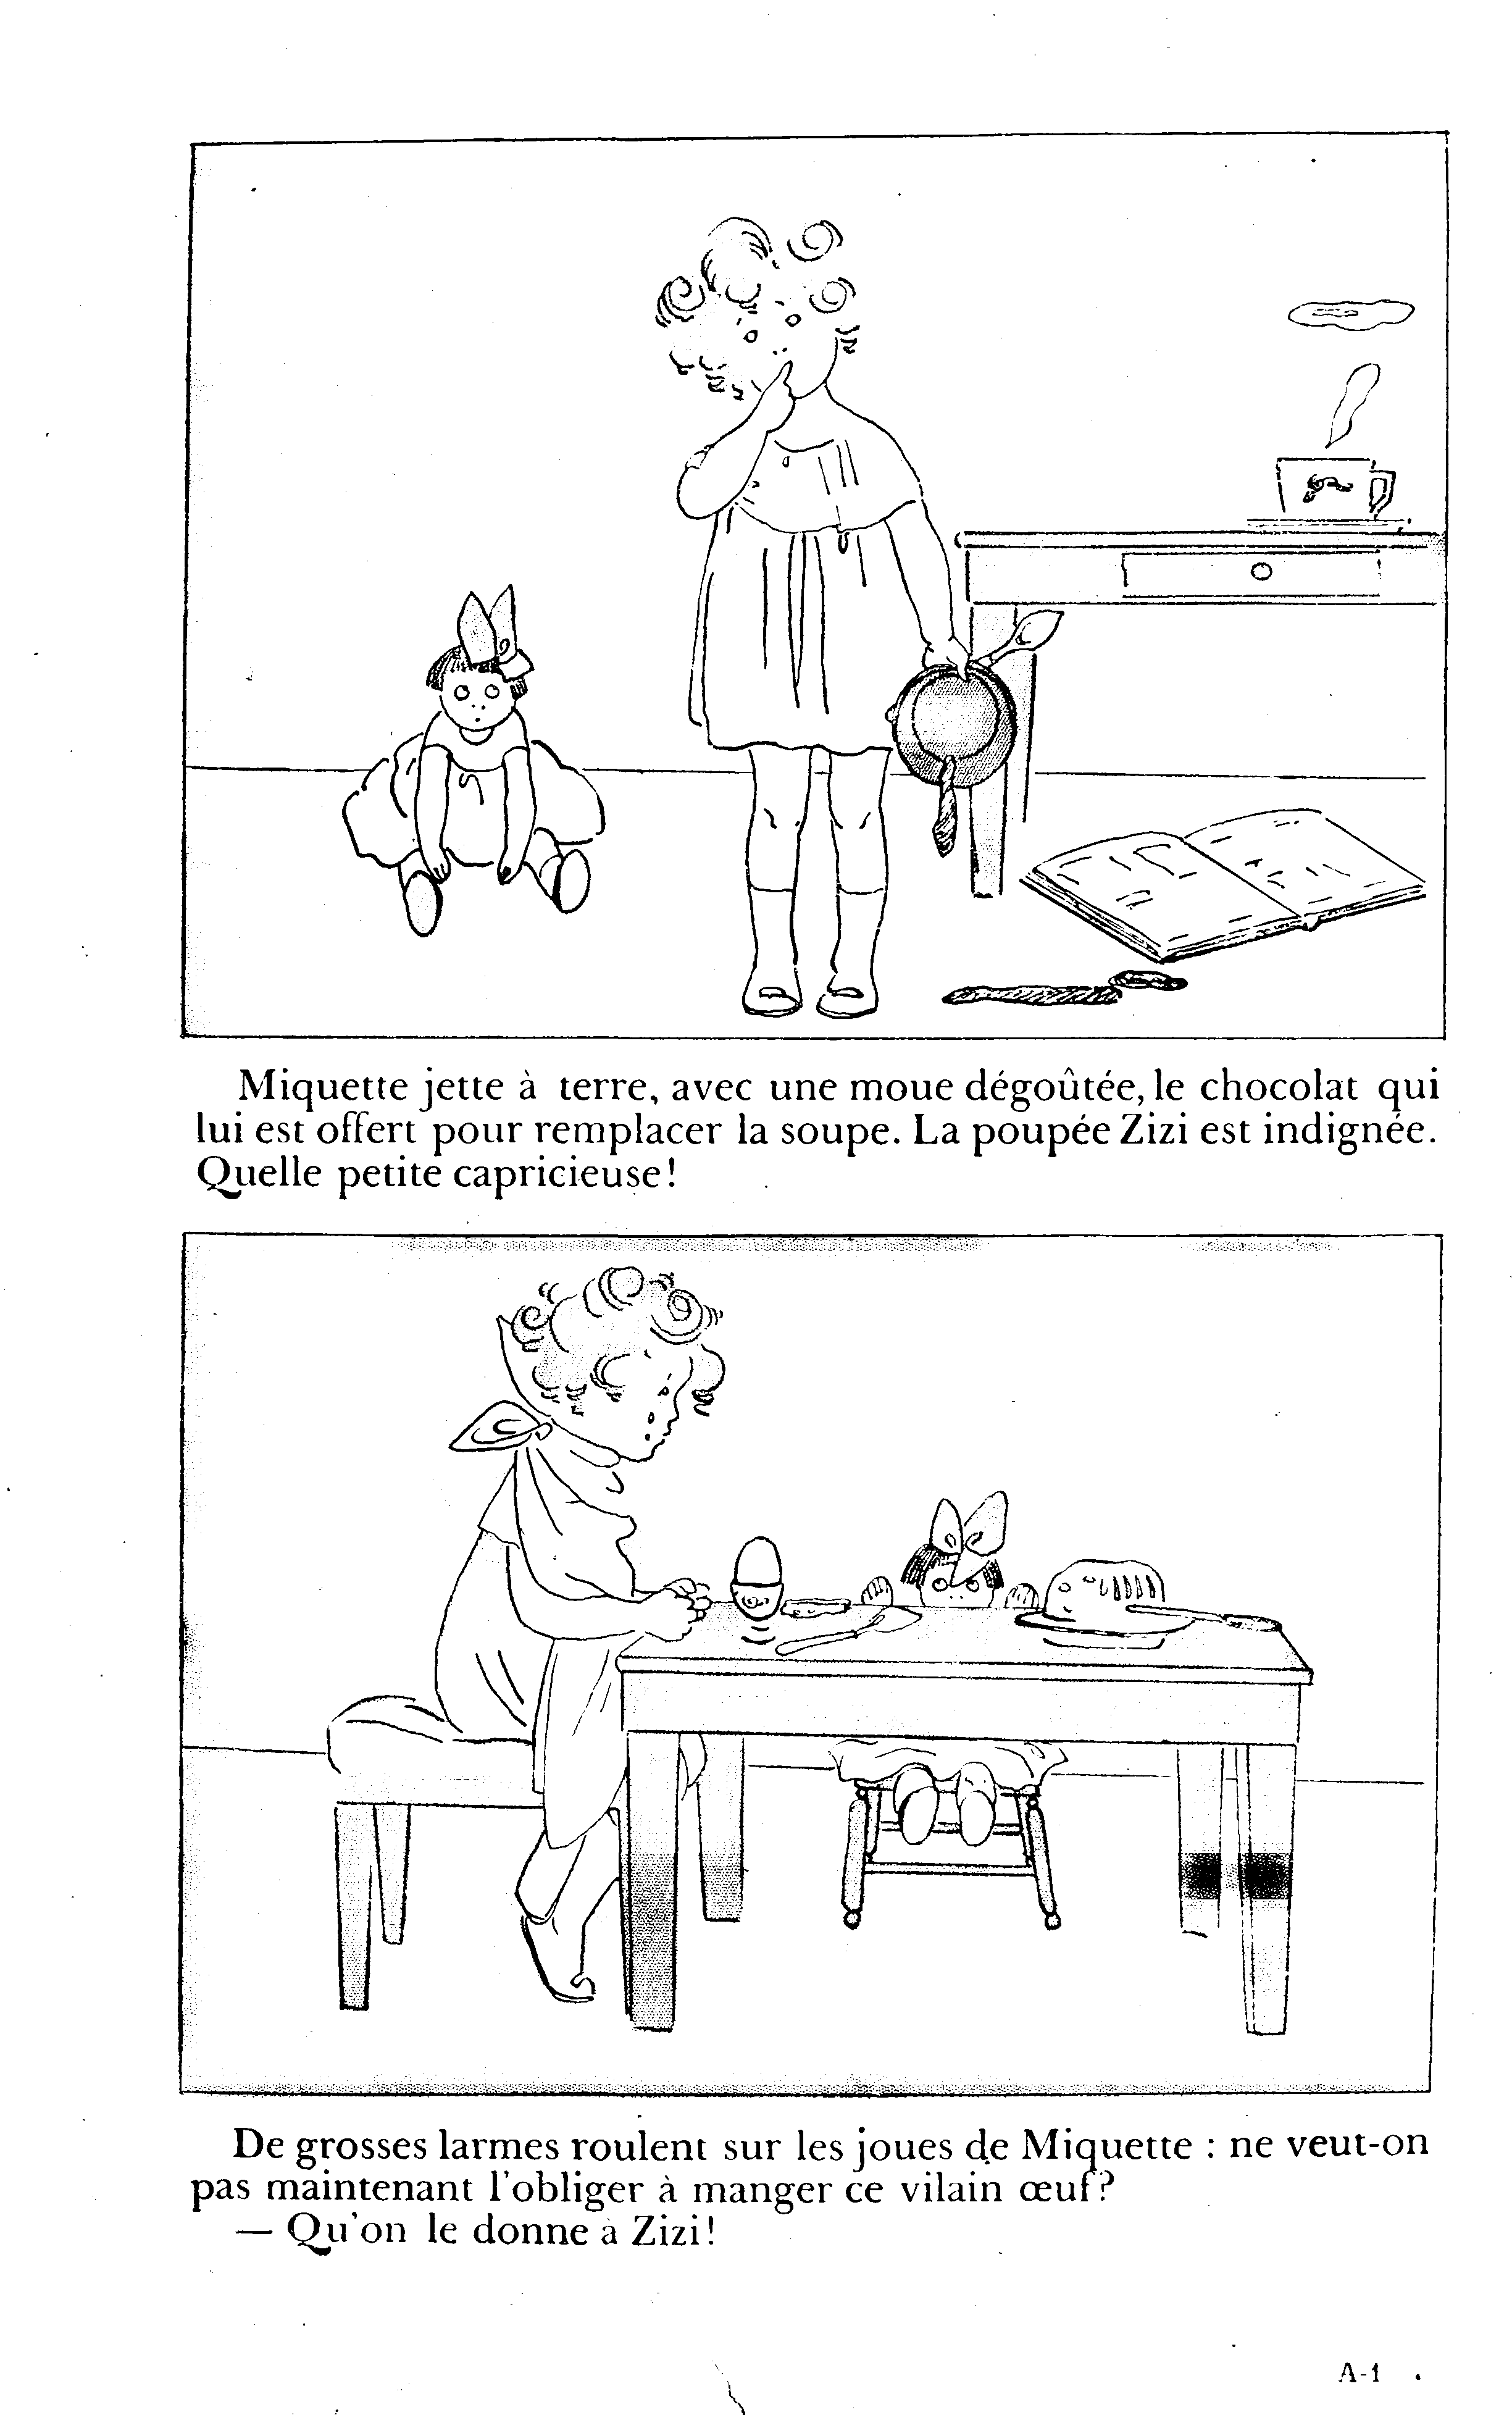 Miquette jette à terre, avec une moue dégoûtée, le chocolat qui
lui est offert pour remplacer la soupe. La poupée Zizi est indignée.
Quelle petite capricieuse!
De grosses larmes roulent sur les joues de Miquette : ne veut-on
pas maintenant l'obliger à manger ce vilain œuf?
— Qu'on le donne à Zizi!
A-1